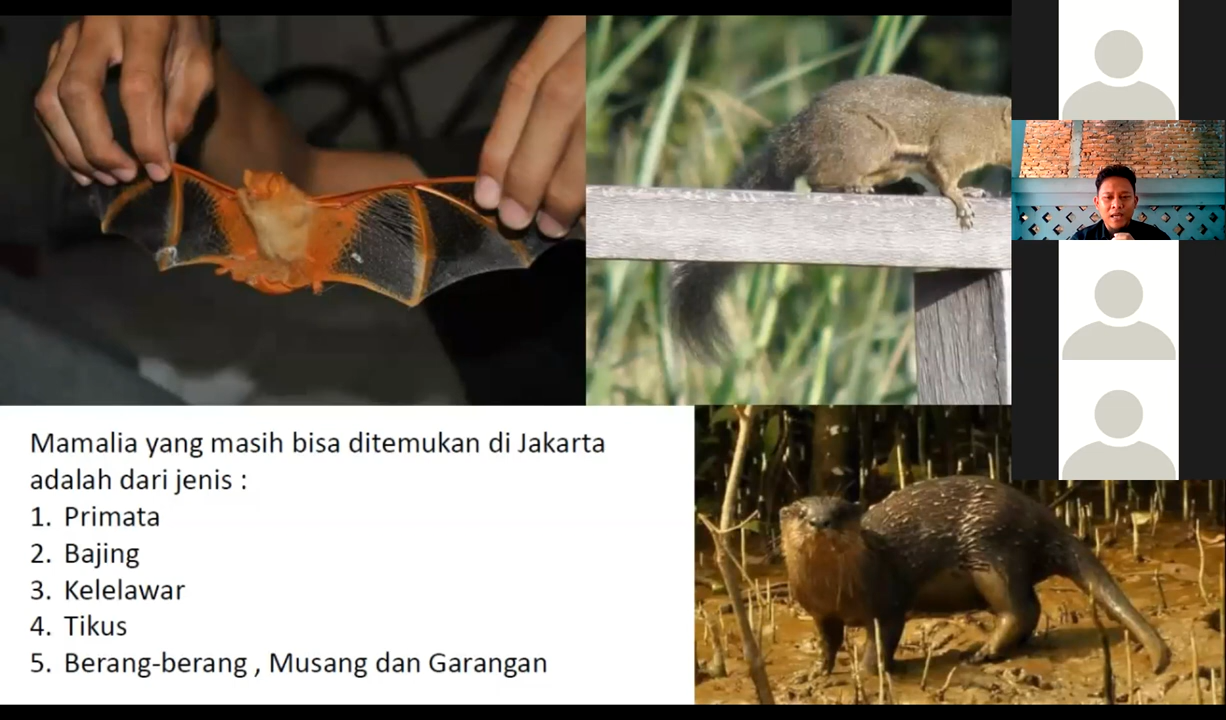 Mamalia yang masih bisa ditemukan di Jakarta
adalah dari jenis :
1. Primata
2. Bajing
3. Kelelawar
4. Tikus
5. Berang-berang , Musang dan Garangan